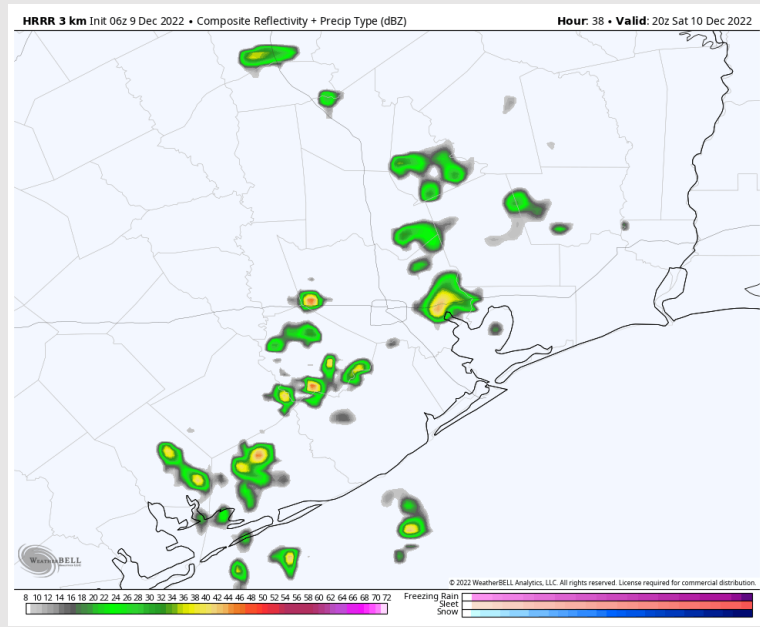 HRRR 3 km Init 06z 9 Dec 2022 • Composite Reflectivity + Precip Type (dBZ)
Hour: 38 • Valid: 20z Sat 10 Dec 2022
WeatherBELL
© 2022 WeatherBELL Analytics, LLC. All rights reserved. License required for commercial distribution.
8 10 12 14 16 18 20 22 24 26 28 30 32 34 36 38 40 42 44 46 48 50 52 54 56 58 60 62 64 66 70 72
Freezing Rain
Sleet
Snow